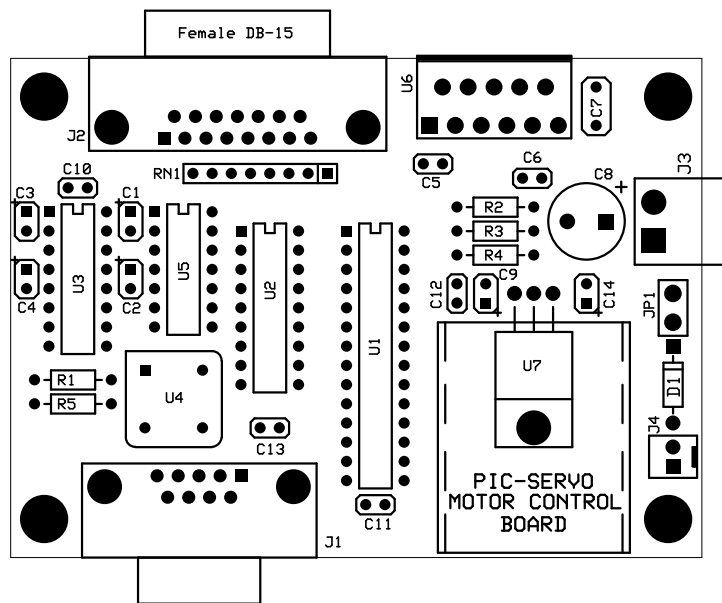 Female DB-15
J2
U6
C7
RN1
C10
C5
C6
C8
+
J3
C3
+
C1
+
R2
R3
R4
U3
U5
U2
U1
C4
+
C2
+
C12
C9
+
C14
+
JP1
R1
R5
U4
U7
D1
J4
C13
PIC-SERVO
MOTOR CONTROL
BOARD
C11
J1